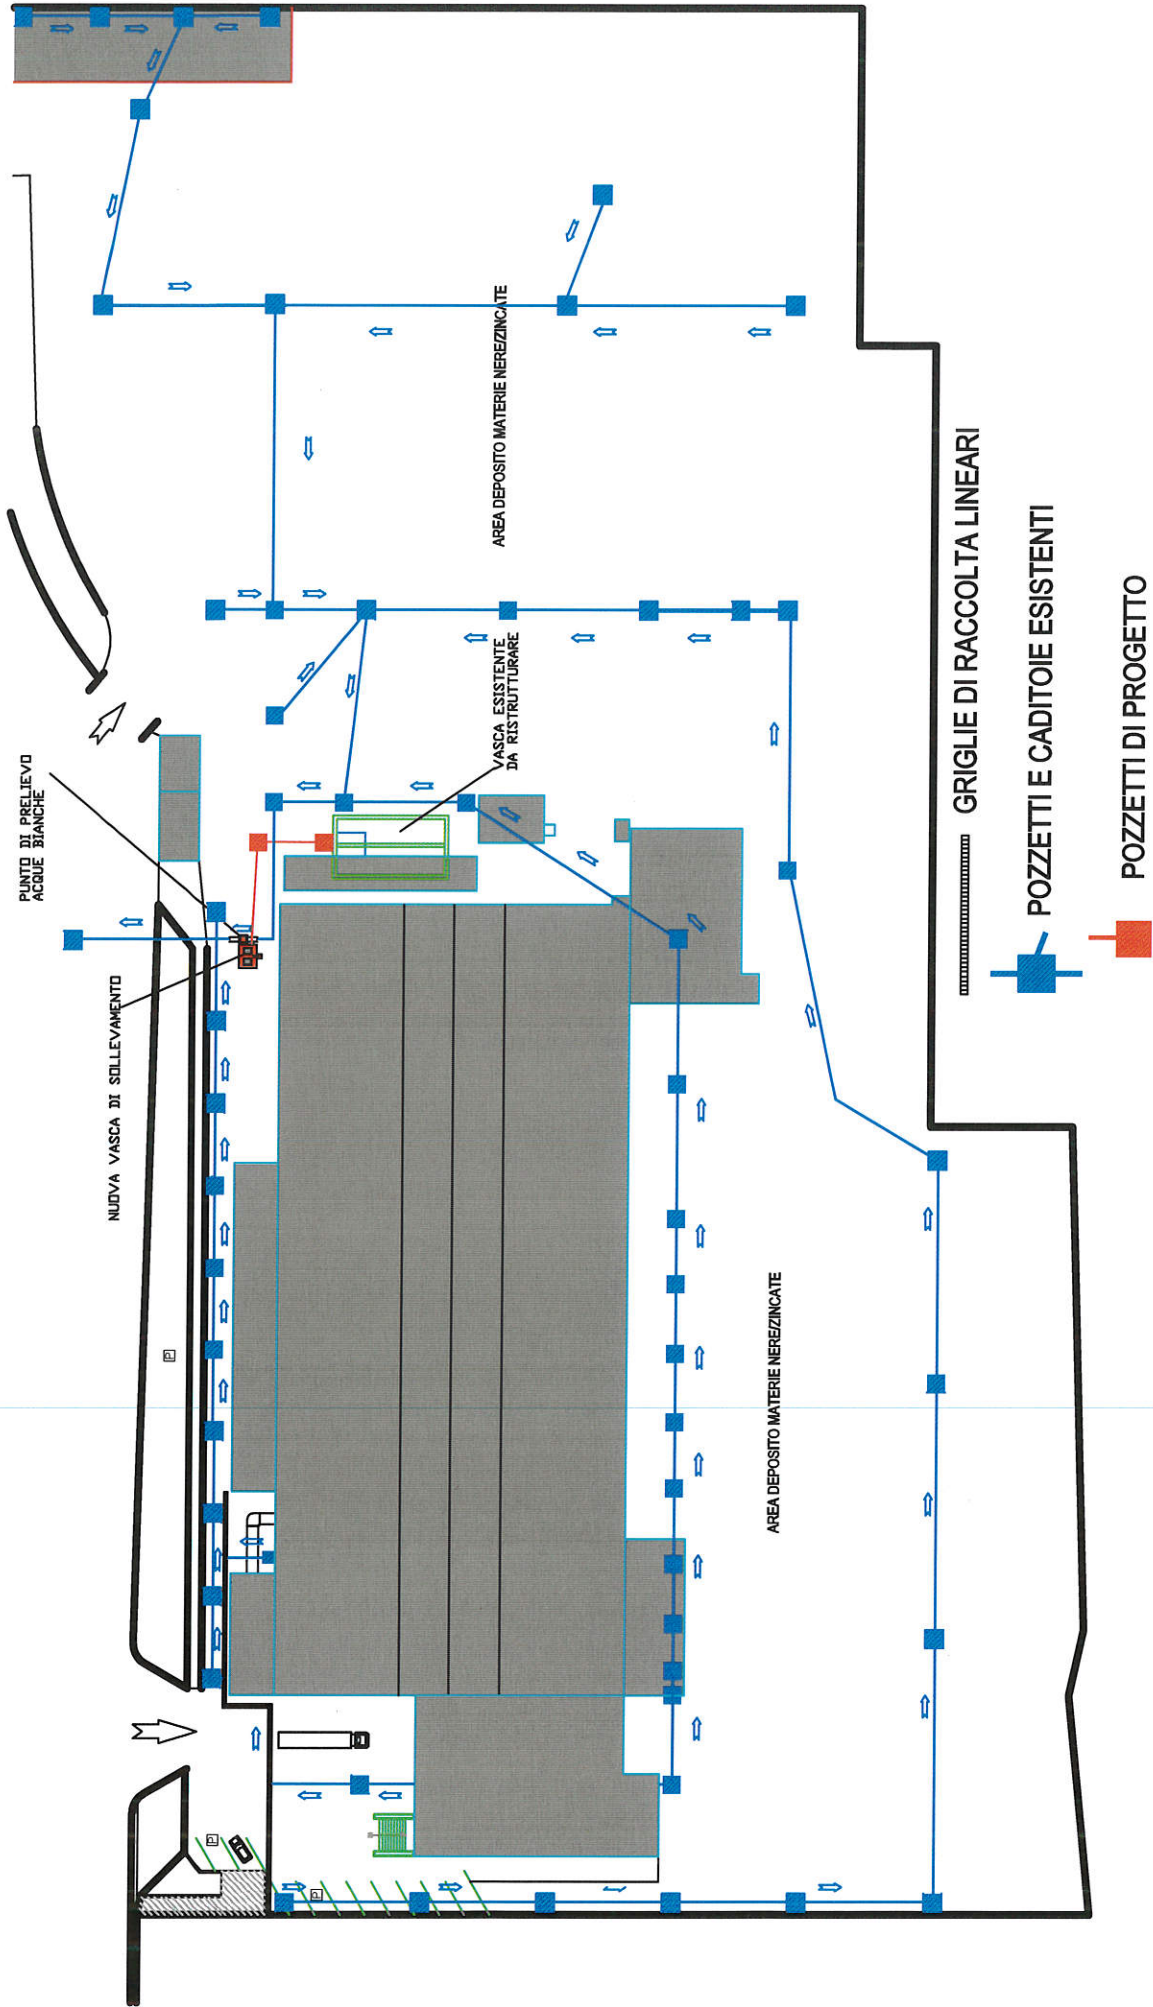 PUNTO DI PRELIEVO
ACQUE BIANCHE
NUOVA VASCA DI SOLLEVAMENTO
VASCA ESISTENTE
DA RISTRUTTURARE
AREA DEPOSITO MATERIE NERE/ZINCATE
AREA DEPOSITO MATERIE NERE/ZINCATE
P
P
P
GRIGLIE DI RACCOLTA LINEARI
POZZETTI E CADITOIE ESISTENTI
POZZETTI DI PROGETTO